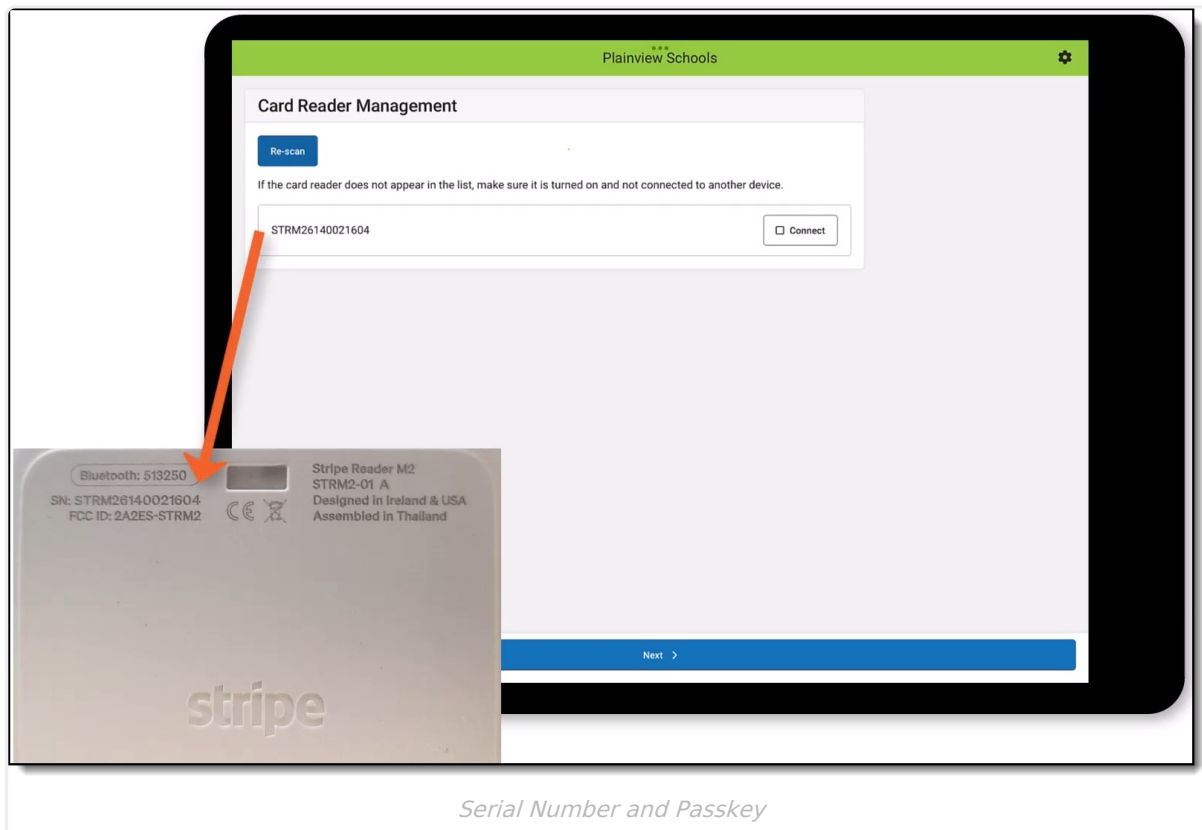 Plainview Schools
Card Reader Management
Re-scan
If the card reader does not appear in the list, make sure it is turned on and not connected to another device.
STRM26140021604
Connect
Bluetooth: 513250
SN: STRM26140021604
FCC ID: 2A2ES-STRM2
Stripe Reader M2
STRM2-01 A
Designed in Ireland & USA
Assembled in Thailand
Next
stripe
Serial Number and Passkey